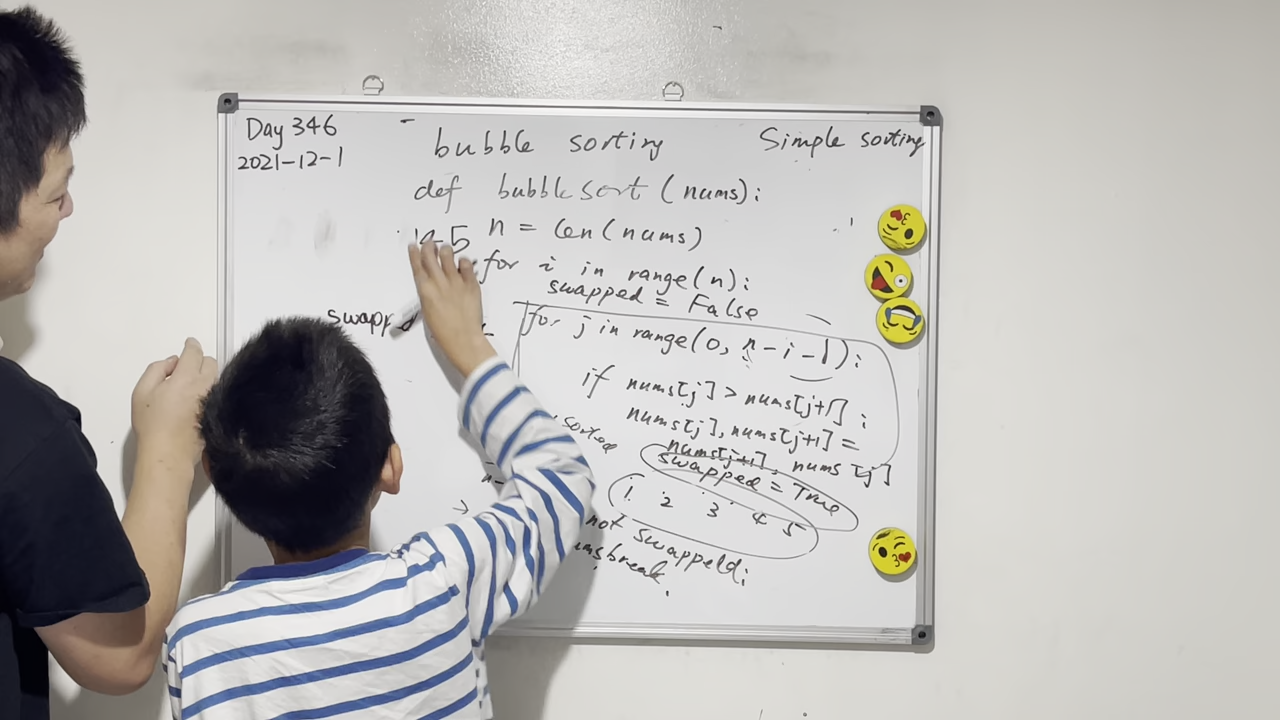 Day 346
2021-12-1
bubble sorting
Simple sorting
def bubblesort (nums):
n = len(nums)
for i in range(n):
swapped = False
for j in range(0, n-i-1):
if nums[j] > nums[j+1] :
nums[j], nums[j+1] =
nums[j+1], nums [j]
swapped = True
sorted
1 2 3 4 5
not swappeld:
break